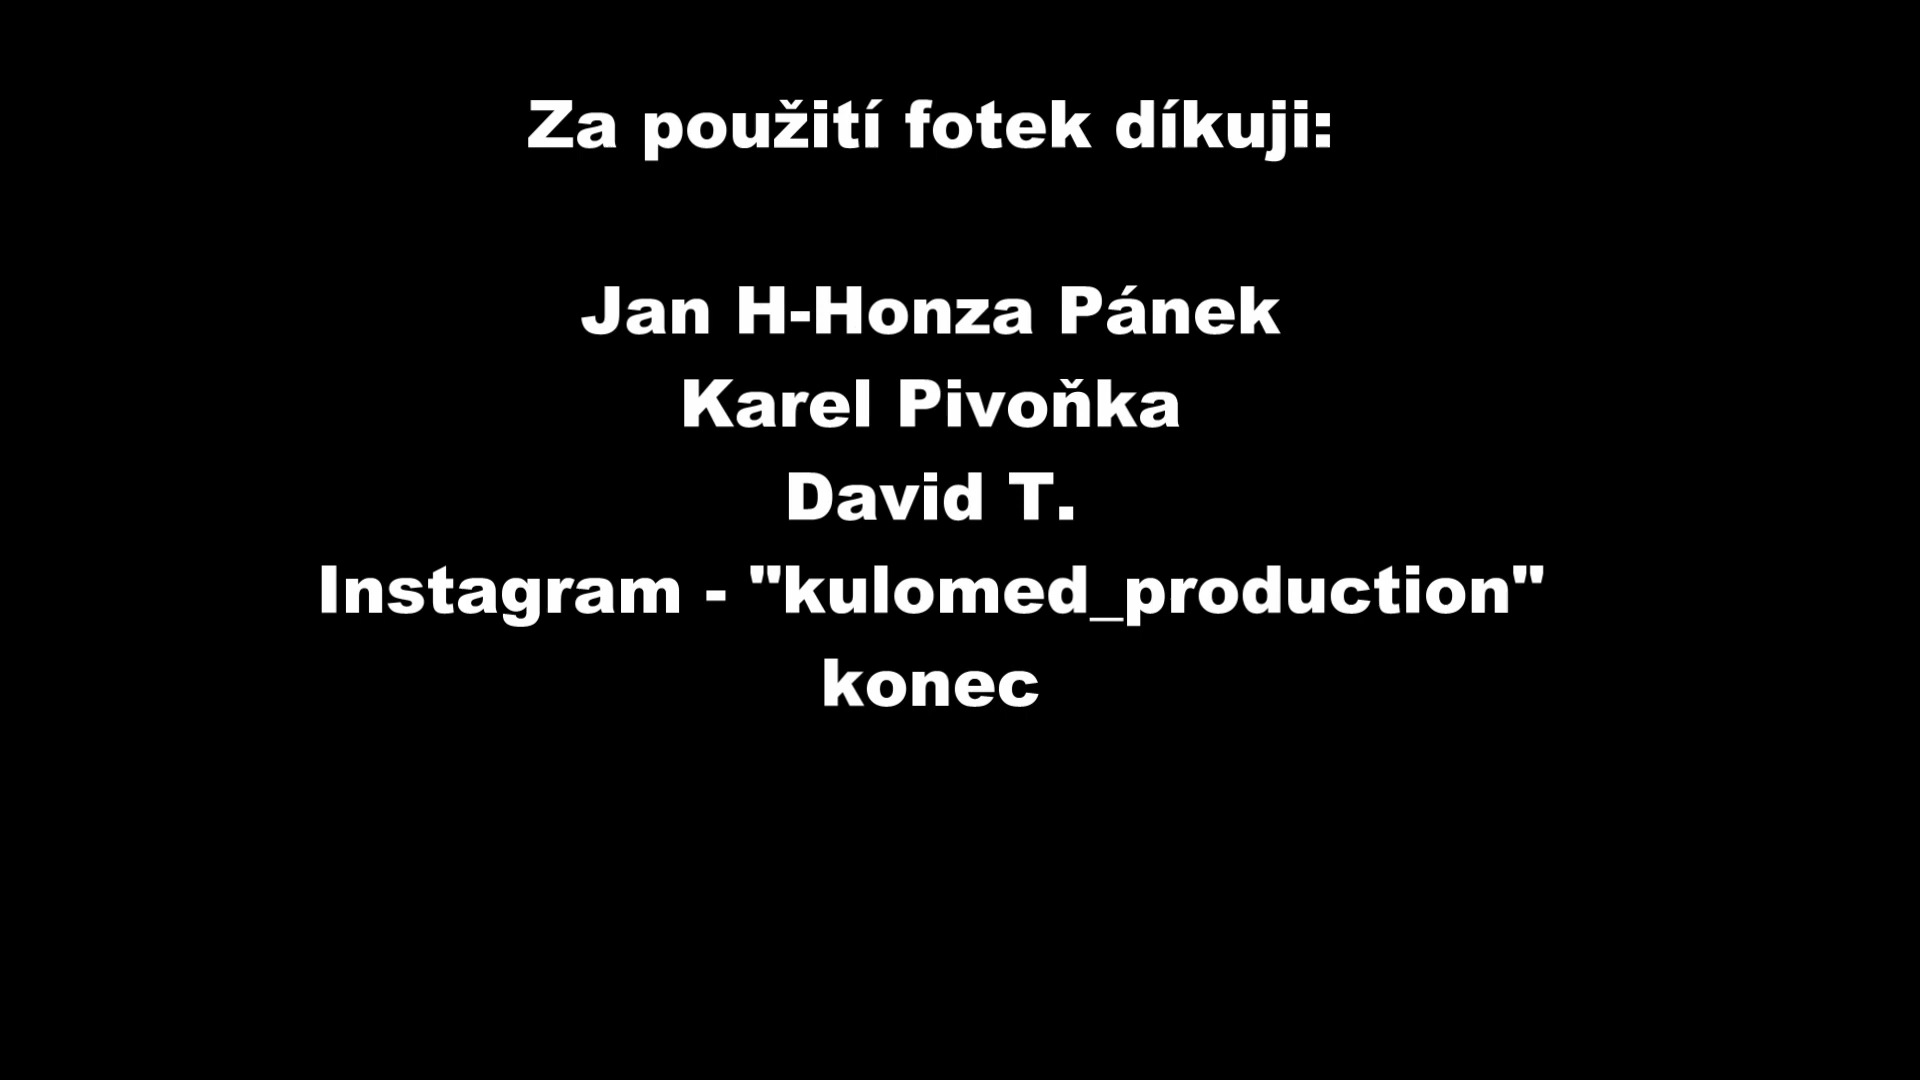 Za použití fotek díkuji:
Jan H-Honza Pánek
Karel Pivoňka
David T.
Instagram - "kulomed_production"
konec